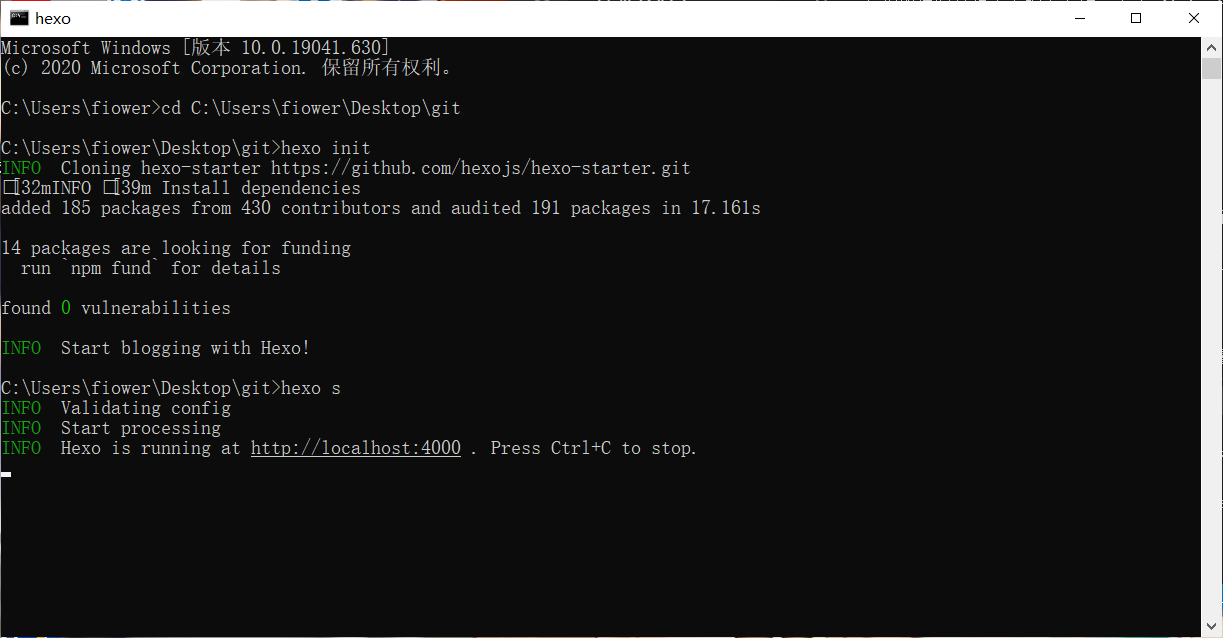 hexo
Microsoft Windows [版本 10.0.19041.630]
(c) 2020 Microsoft Corporation. 保留所有权利。
C:\Users\fiower>cd C:\Users\fiower\Desktop\git
C:\Users\fiower\Desktop\git>hexo init
INFO  Cloning hexo-starter https://github.com/hexojs/hexo-starter.git
[32mINFO [39m Install dependencies
added 185 packages from 430 contributors and audited 191 packages in 17.161s
14 packages are looking for funding
  run `npm fund` for details
found 0 vulnerabilities
INFO  Start blogging with Hexo!
C:\Users\fiower\Desktop\git>hexo s
INFO  Validating config
INFO  Start processing
INFO  Hexo is running at http://localhost:4000 . Press Ctrl+C to stop.